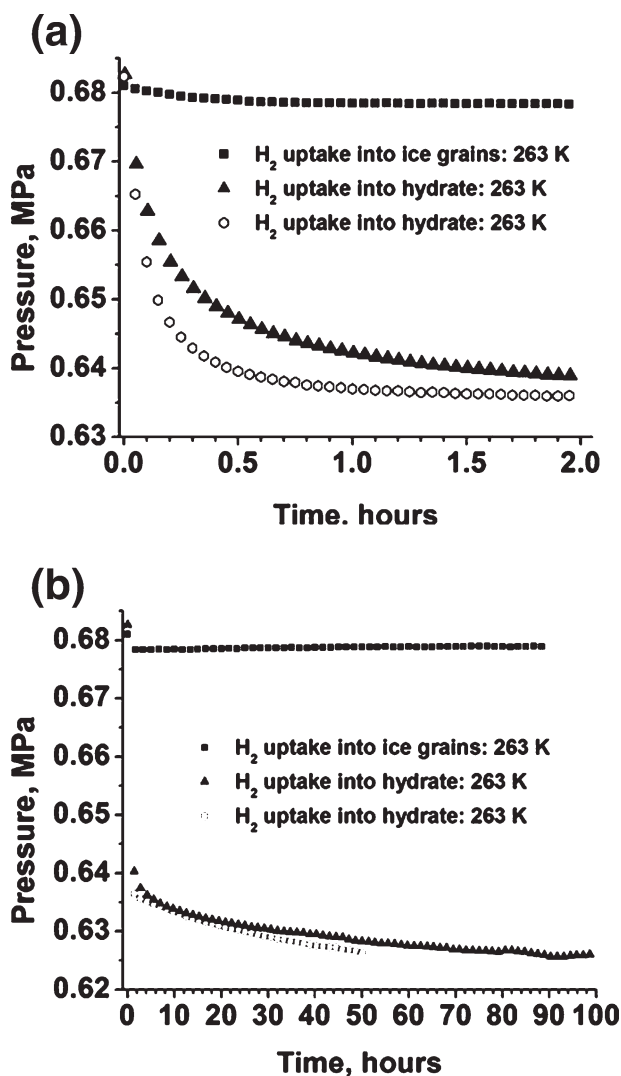 (a)
Pressure, MPa
0.68
0.67
0.66
0.65
0.64
0.63
H2 uptake into ice grains: 263 K
H2 uptake into hydrate: 263 K
H2 uptake into hydrate: 263 K
0.0 0.5 1.0 1.5 2.0
Time. hours
(b)
Pressure, MPa
0.68
0.67
0.66
0.65
0.64
0.63
0.62
H2 uptake into ice grains: 263 K
H2 uptake into hydrate: 263 K
H2 uptake into hydrate: 263 K
0 10 20 30 40 50 60 70 80 90 100
Time, hours